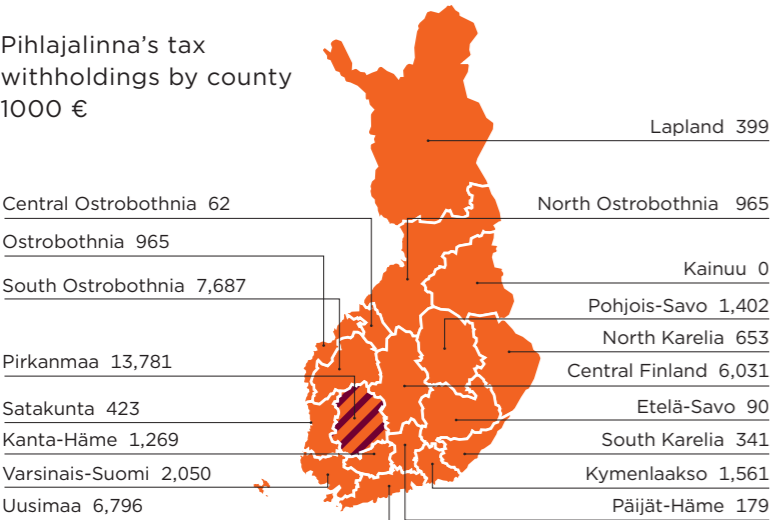 Pihlajalinna’s tax
withholdings by county
1000 €
Lapland 399
Central Ostrobothnia 62
North Ostrobothnia 965
Ostrobothnia 965
Kainuu 0
South Ostrobothnia 7,687
Pohjois-Savo 1,402
North Karelia 653
Pirkanmaa 13,781
Central Finland 6,031
Satakunta 423
Etelä-Savo 90
Kanta-Häme 1,269
South Karelia 341
Varsinais-Suomi 2,050
Kymenlaakso 1,561
Uusimaa 6,796
Päijät-Häme 179